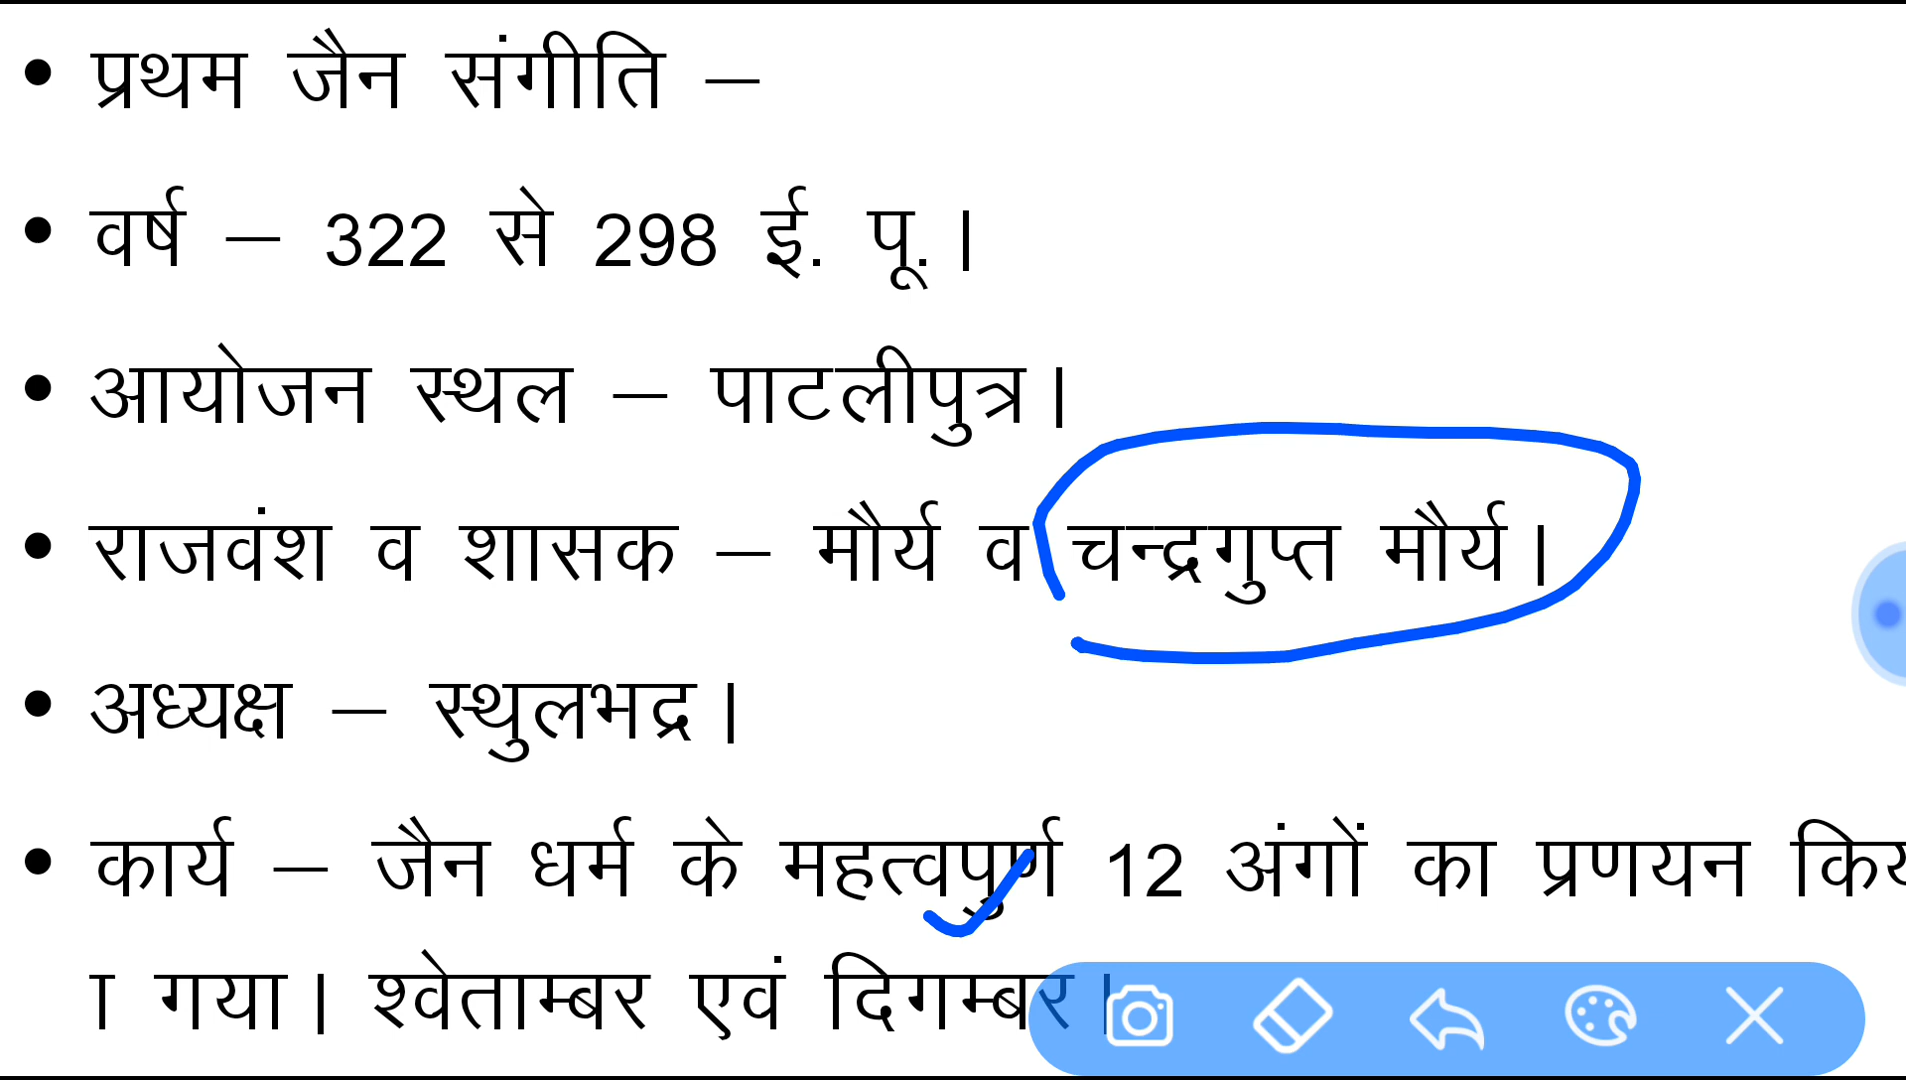 • प्रथम जैन संगीति –
• वर्ष – 322 से 298 ई. पू.।
• आयोजन स्थल – पाटलीपुत्र।
• राजवंश व शासक – मौर्य व चन्द्रगुप्त मौर्य।
• अध्यक्ष – स्थुलभद्र।
• कार्य – जैन धर्म के महत्वपुर्ण 12 अंगों का प्रणयन किय
ा गया। श्वेताम्बर एवं दिगम्बर।